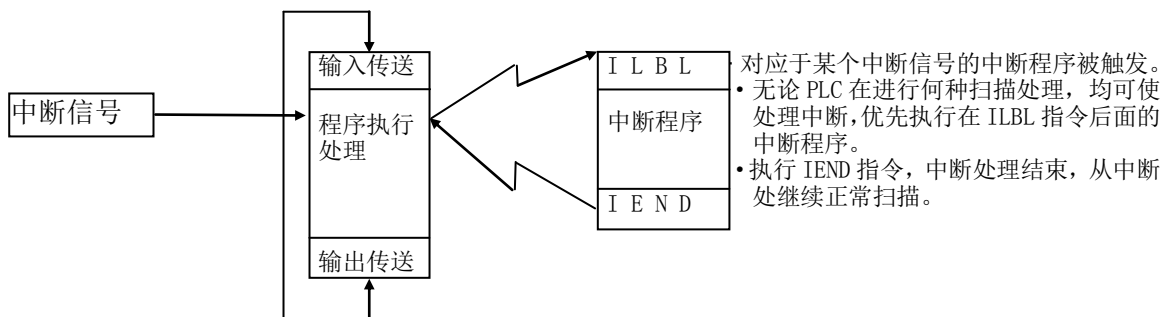 中断信号
输入传送
程序执行
处理
输出传送
I L B L
中断程序
I E N D
·对应于某个中断信号的中断程序被触发。
·无论 PLC 在进行何种扫描处理，均可使
处理中断,优先执行在 ILBL 指令后面的
中断程序。
·执行 IEND 指令，中断处理结束，从中断
处继续正常扫描。